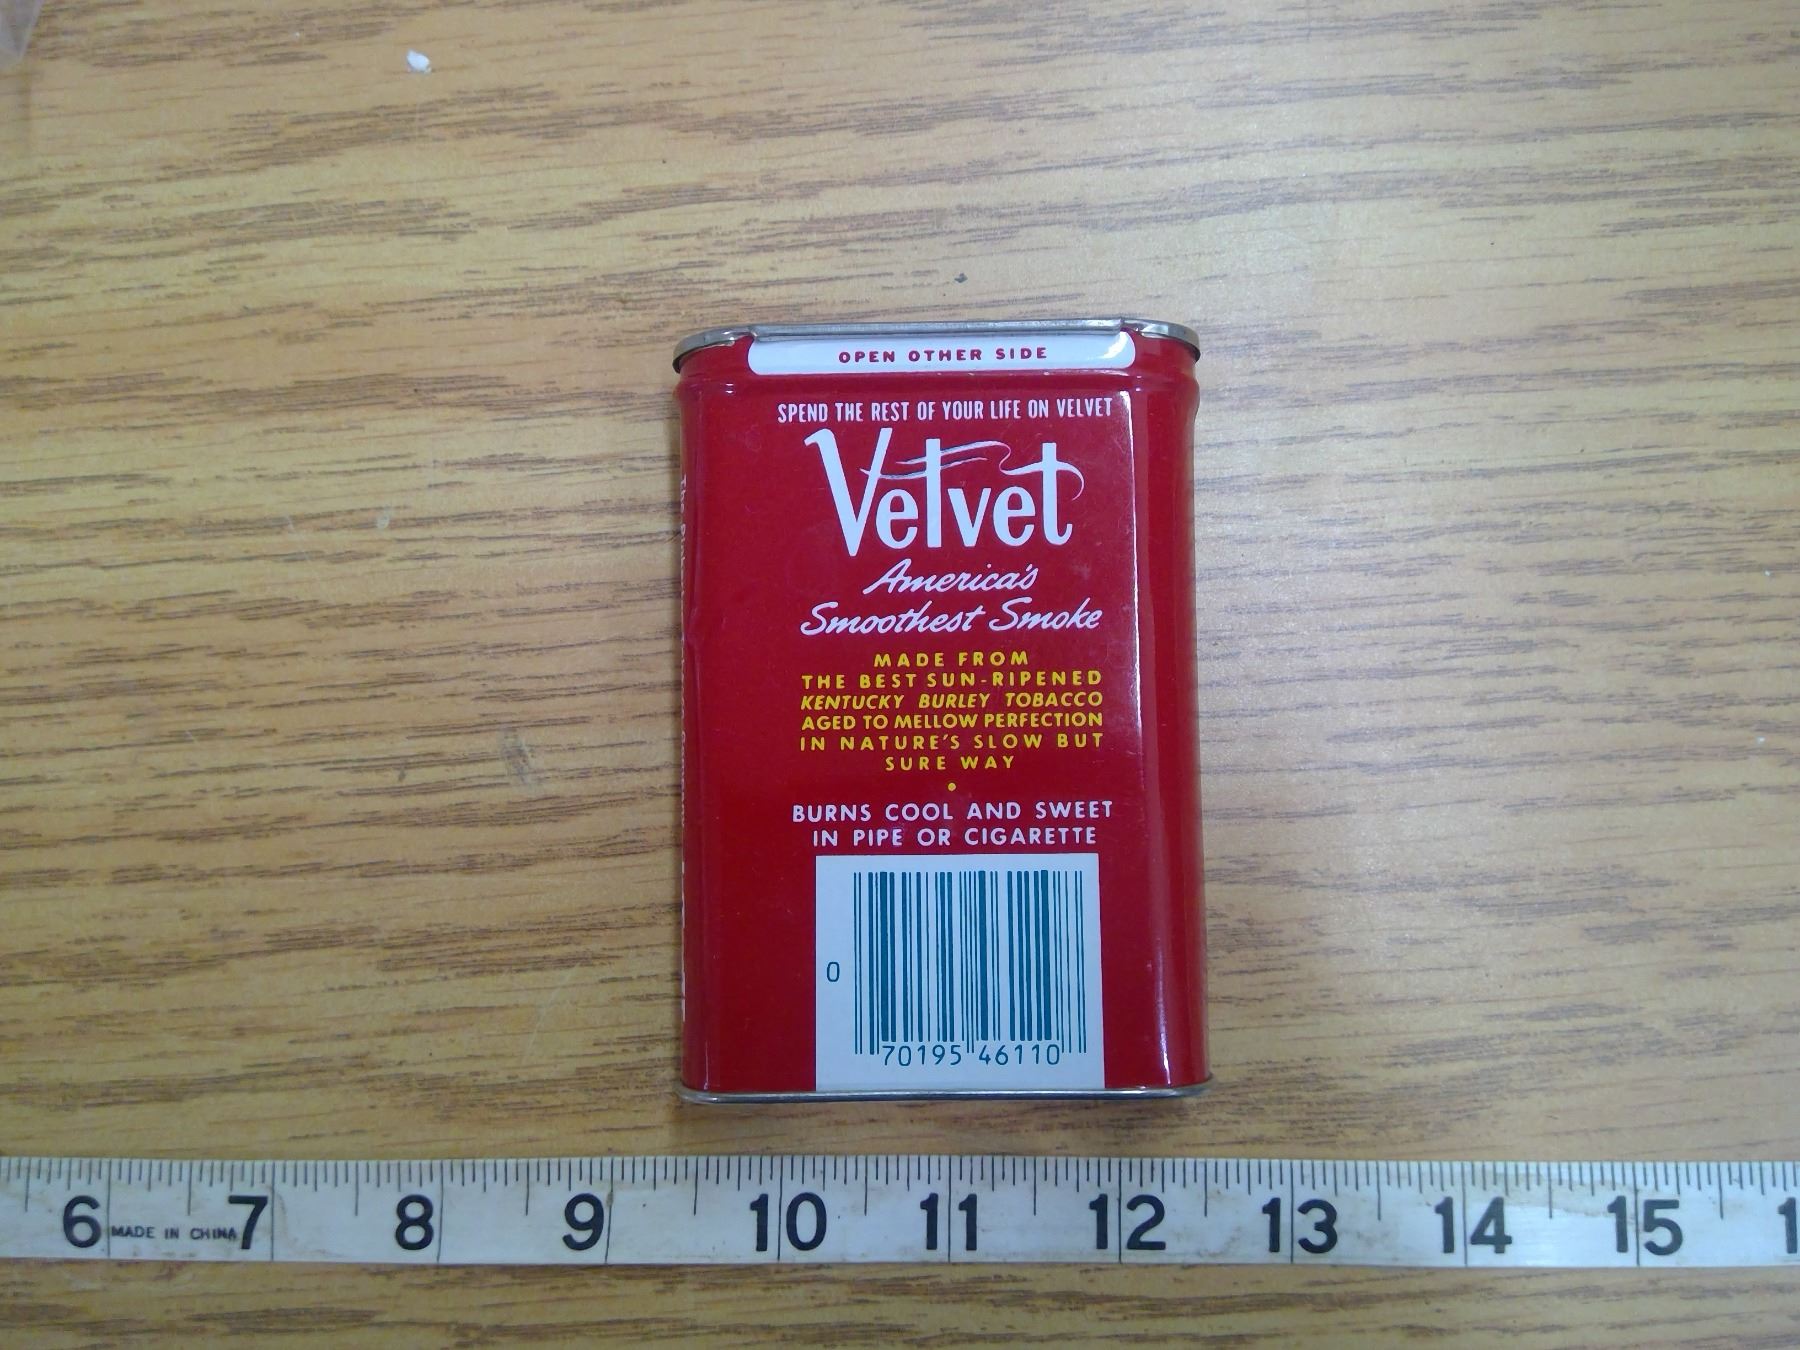 OPEN OTHER SIDE
SPEND THE REST OF YOUR LIFE ON VELVET
Velvet
America's
Smoothest Smoke
MADE FROM
THE BEST SUN-RIPENED
KENTUCKY BURLEY TOBACCO
AGED TO MELLOW PERFECTION
IN NATURE'S SLOW BUT
SURE WAY
BURNS COOL AND SWEET
IN PIPE OR CIGARETTE
0
70195 46110
6 MADE IN CHINA 7 8 9 10 11 12 13 14 15